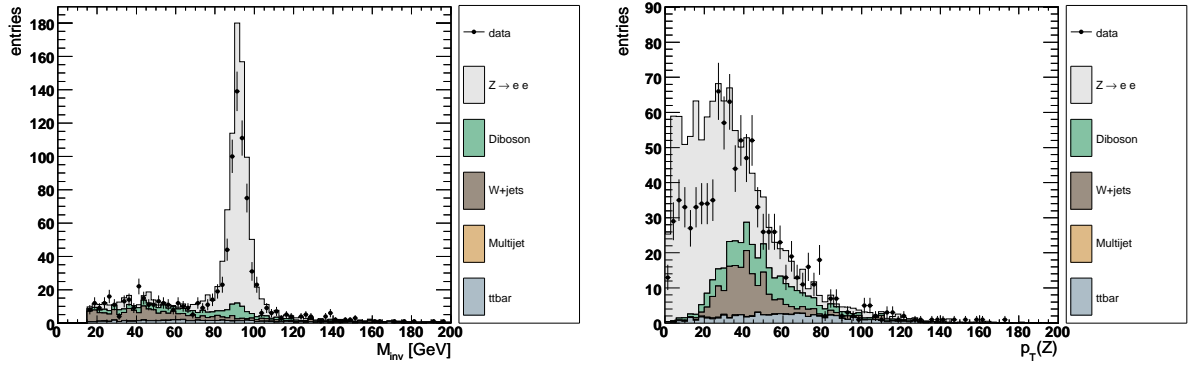 entries
180
160
140
120
100
80
60
40
20
0
0 20 40 60 80 100 120 140 160 180 200
M_inv [GeV]
data
Z → e e
Diboson
W+jets
Multijet
ttbar
entries
90
80
70
60
50
40
30
20
10
0
0 20 40 60 80 100 120 140 160 180 200
p_T(Z)
data
Z → e e
Diboson
W+jets
Multijet
ttbar